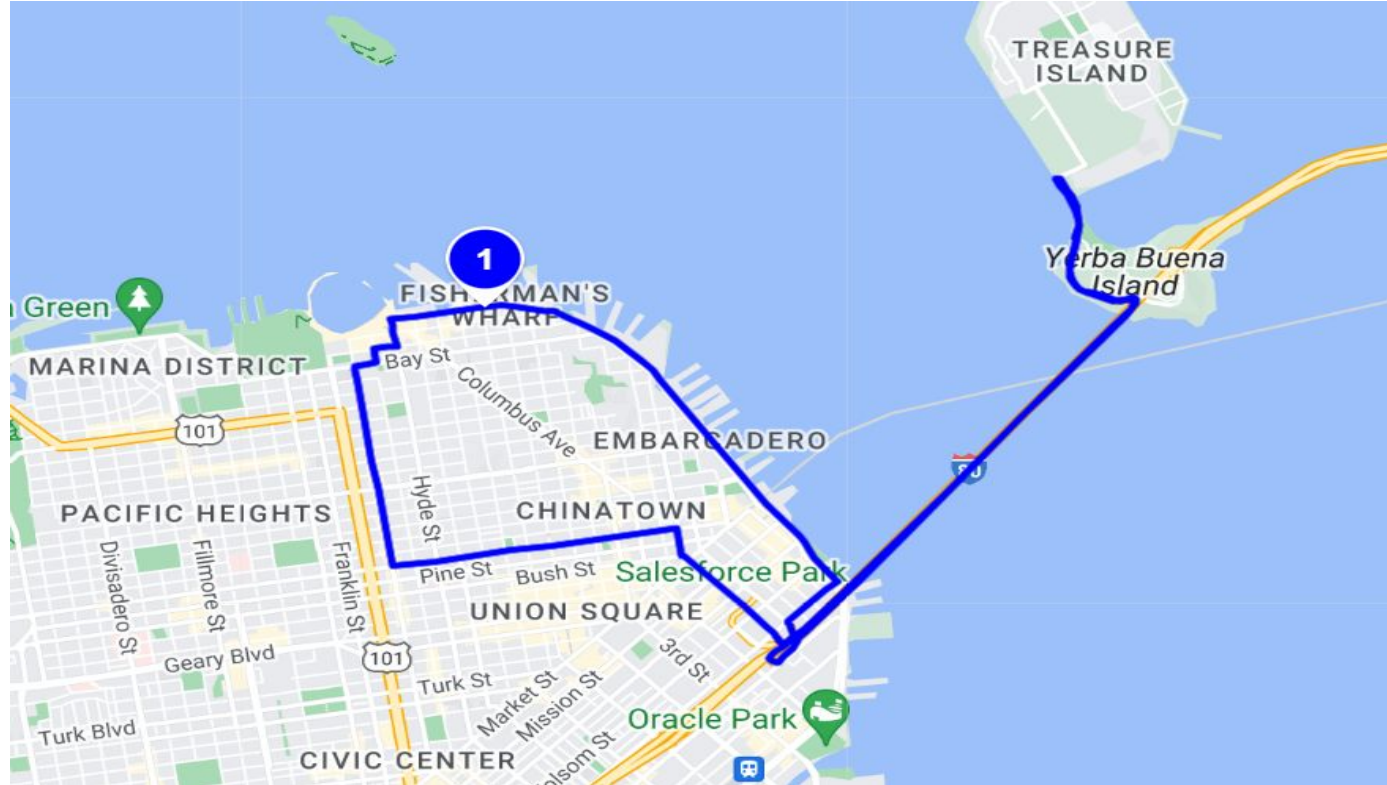 TREASURE
ISLAND
Yerba Buena
Island
1
FISHERMAN'S
WHARF
Green
MARINA DISTRICT
Bay St
Columbus Ave
101
EMBARCADERO
80
Hyde St
PACIFIC HEIGHTS
CHINATOWN
Divisadero St
Fillmore St
Franklin St
Pine St
Bush St
Salesforce Park
UNION SQUARE
Geary Blvd
101
3rd St
Turk St
Market St
Mission St
Oracle Park
Turk Blvd
CIVIC CENTER
olsom St